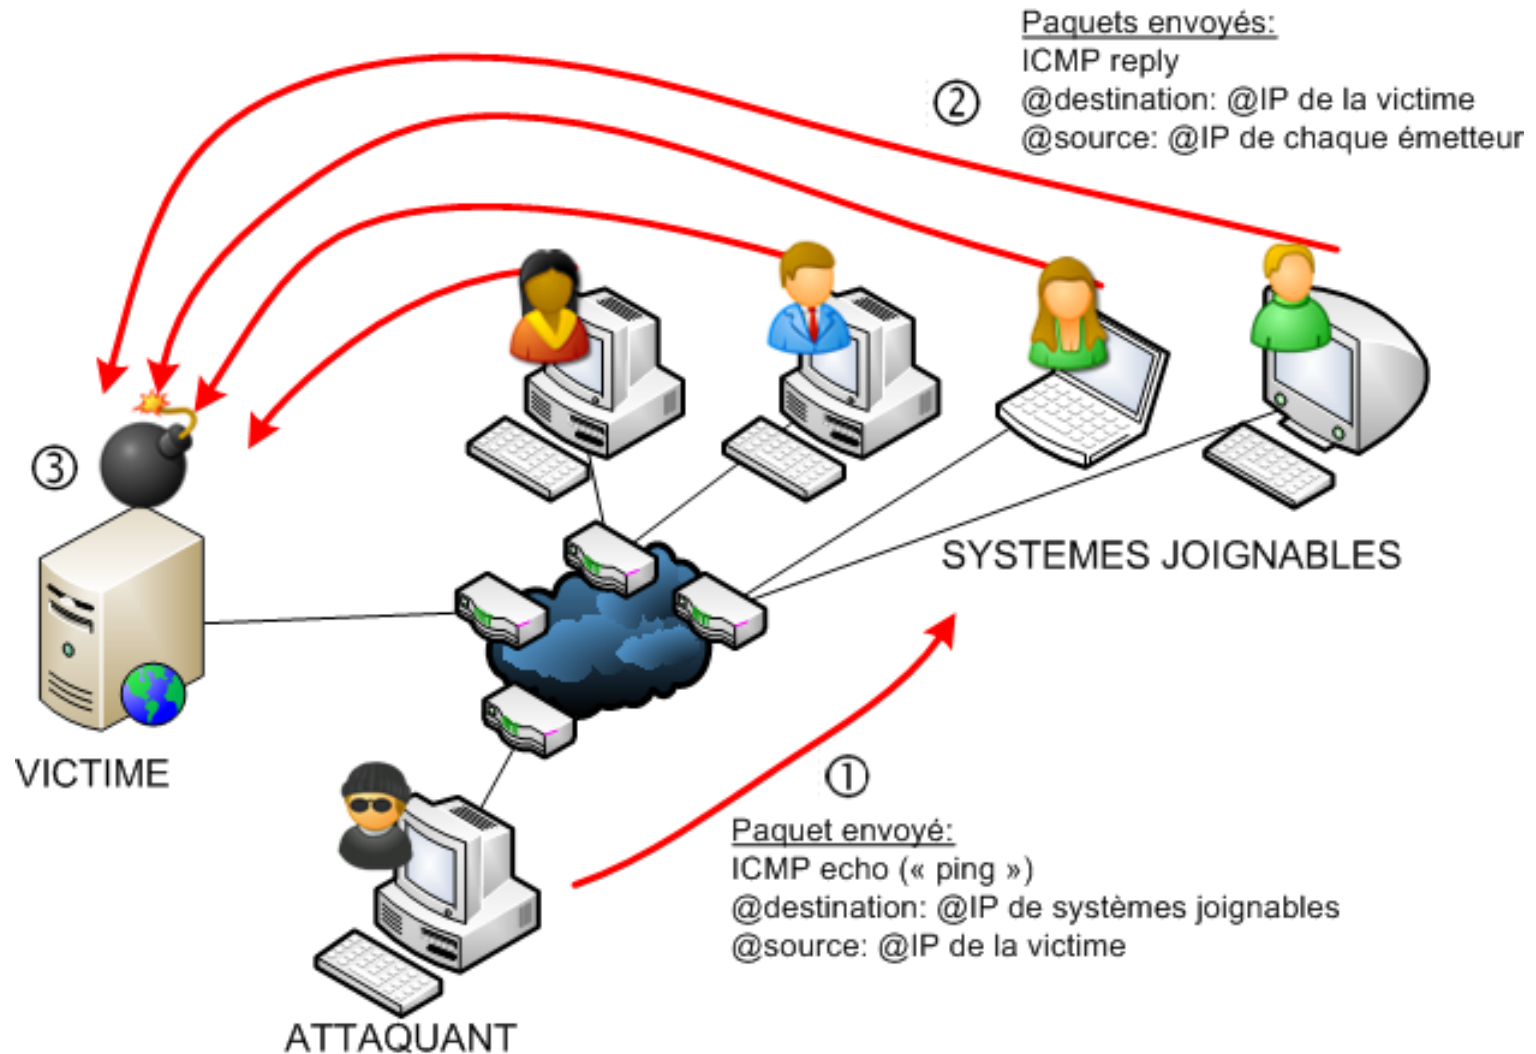 Paquets envoyés:
ICMP reply
@destination: @IP de la victime
@source: @IP de chaque émetteur
②
③
SYSTEMES JOIGNABLES
VICTIME
①
Paquet envoyé:
ICMP echo (« ping »)
@destination: @IP de systèmes joignables
@source: @IP de la victime
ATTAQUANT